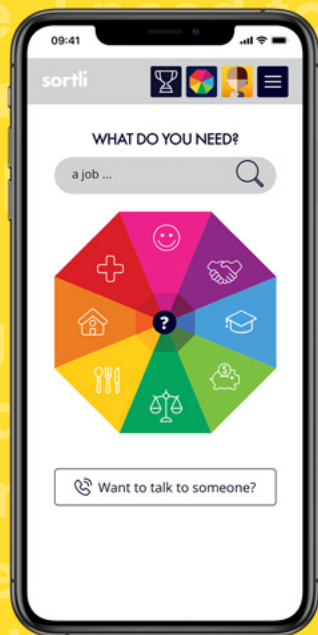 09:41
sortli
WHAT DO YOU NEED?
a job ...
?
$
Want to talk to someone?